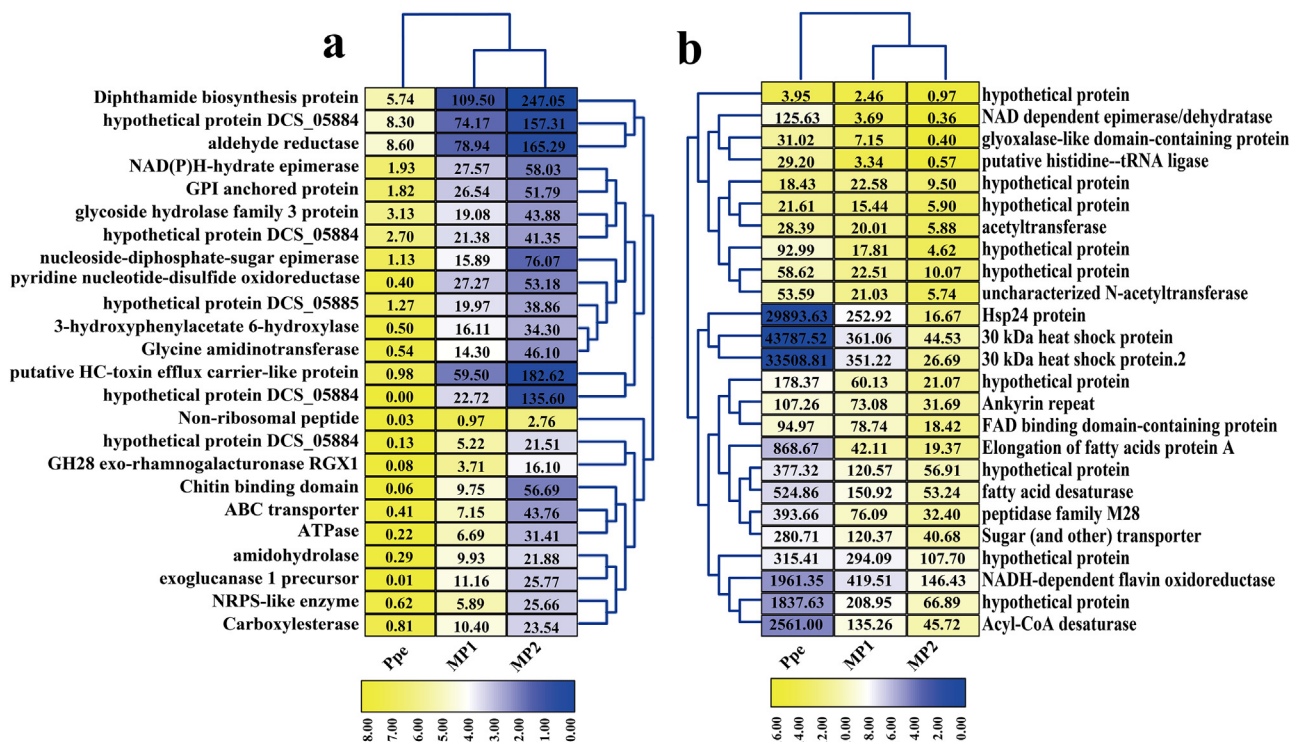 a
Diphthamide biosynthesis protein 5.74 109.50 247.05
hypothetical protein DCS_05884 8.30 74.17 157.31
aldehyde reductase 8.60 78.94 165.29
NAD(P)H-hydrate epimerase 1.93 27.57 58.03
GPI anchored protein 1.82 26.54 51.79
glycoside hydrolase family 3 protein 3.13 19.08 43.88
hypothetical protein DCS_05884 2.70 21.38 41.35
nucleoside-diphosphate-sugar epimerase 1.13 15.89 76.07
pyridine nucleotide-disulfide oxidoreductase 0.40 27.27 53.18
hypothetical protein DCS_05885 1.27 19.97 38.86
3-hydroxyphenylacetate 6-hydroxylase 0.50 16.11 34.30
Glycine amidinotransferase 0.54 14.30 46.10
putative HC-toxin efflux carrier-like protein 0.98 59.50 182.62
hypothetical protein DCS_05884 0.00 22.72 135.60
Non-ribosomal peptide 0.03 0.97 2.76
hypothetical protein DCS_05884 0.13 5.22 21.51
GH28 exo-rhamnogalacturonase RGX1 0.08 3.71 16.10
Chitin binding domain 0.06 9.75 56.69
ABC transporter 0.41 7.15 43.76
ATPase 0.22 6.69 31.41
amidohydrolase 0.29 9.93 21.88
exoglucanase 1 precursor 0.01 11.16 25.77
NRPS-like enzyme 0.62 5.89 25.66
Carboxylesterase 0.81 10.40 23.54
Ppe MP1 MP2
8.00 7.00 6.00 5.00 4.00 3.00 2.00 1.00 0.00
b
3.95 2.46 0.97 hypothetical protein
125.63 3.69 0.36 NAD dependent epimerase/dehydratase
31.02 7.15 0.40 glyoxalase-like domain-containing protein
29.20 3.34 0.57 putative histidine--tRNA ligase
18.43 22.58 9.50 hypothetical protein
21.61 15.44 5.90 hypothetical protein
28.39 20.01 5.88 acetyltransferase
92.99 17.81 4.62 hypothetical protein
58.62 22.51 10.07 hypothetical protein
53.59 21.03 5.74 uncharacterized N-acetyltransferase
29893.63 252.92 16.67 Hsp24 protein
43787.52 361.06 44.53 30 kDa heat shock protein
33508.81 351.22 26.69 30 kDa heat shock protein.2
178.37 60.13 21.07 hypothetical protein
107.26 73.08 31.69 Ankyrin repeat
94.97 78.74 18.42 FAD binding domain-containing protein
868.67 42.11 19.37 Elongation of fatty acids protein A
377.32 120.57 56.91 hypothetical protein
524.86 150.92 53.24 fatty acid desaturase
393.66 76.09 32.40 peptidase family M28
280.71 120.37 40.68 Sugar (and other) transporter
315.41 294.09 107.70 hypothetical protein
1961.35 419.51 146.43 NADH-dependent flavin oxidoreductase
1837.63 208.95 66.89 hypothetical protein
2561.00 135.26 45.72 Acyl-CoA desaturase
Ppe MP1 MP2
6.00 5.00 4.00 3.00 2.00 1.00 0.00